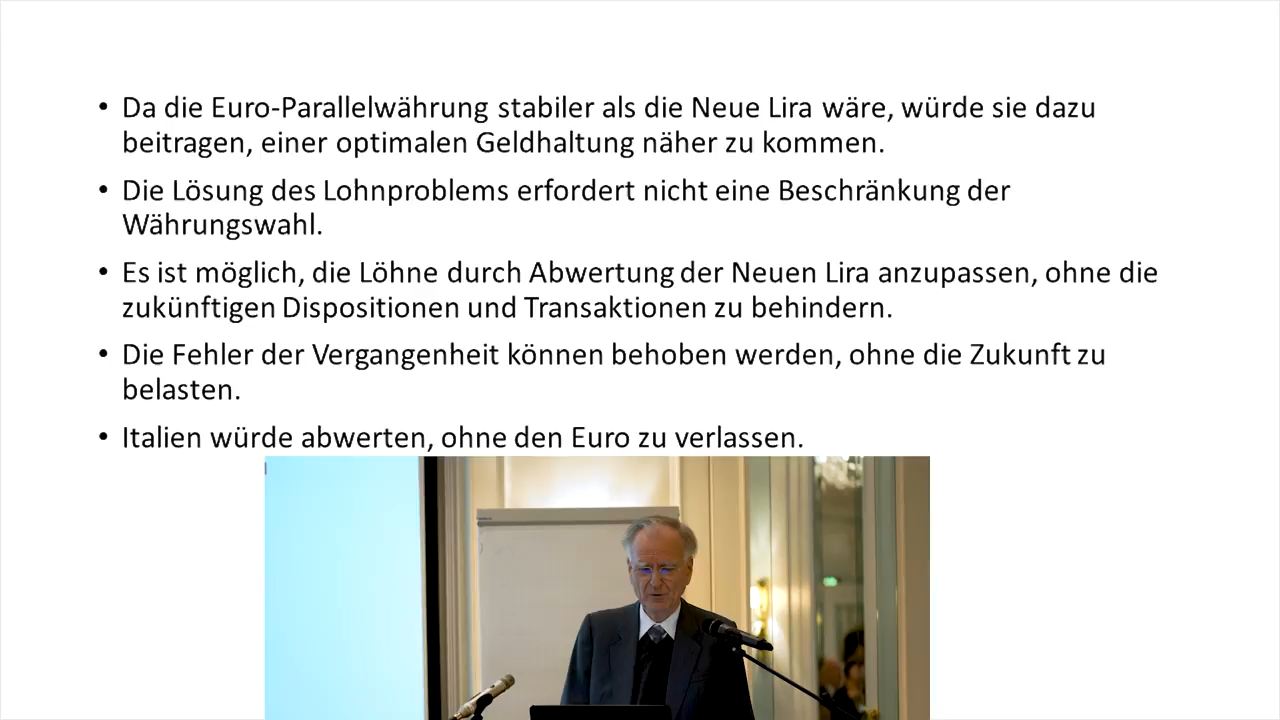 • Da die Euro-Parallelwährung stabiler als die Neue Lira wäre, würde sie dazu
beitragen, einer optimalen Geldhaltung näher zu kommen.
• Die Lösung des Lohnproblems erfordert nicht eine Beschränkung der
Währungswahl.
• Es ist möglich, die Löhne durch Abwertung der Neuen Lira anzupassen, ohne die
zukünftigen Dispositionen und Transaktionen zu behindern.
• Die Fehler der Vergangenheit können behoben werden, ohne die Zukunft zu
belasten.
• Italien würde abwerten, ohne den Euro zu verlassen.